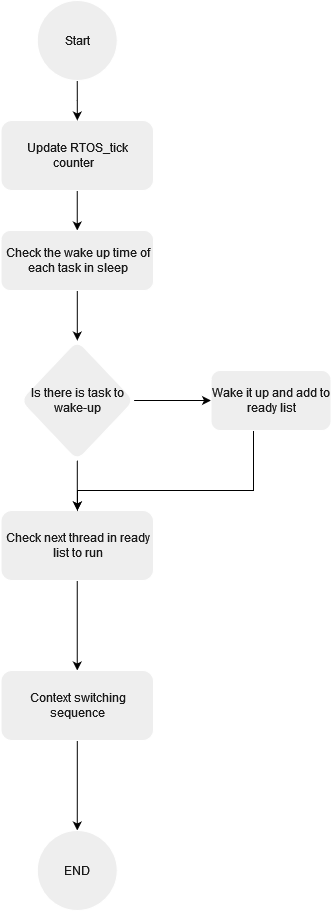 Start
Update RTOS_tick
counter
Check the wake up time of
each task in sleep
Is there is task to
wake-up
Wake it up and add to
ready list
Check next thread in ready
list to run
Context switching
sequence
END